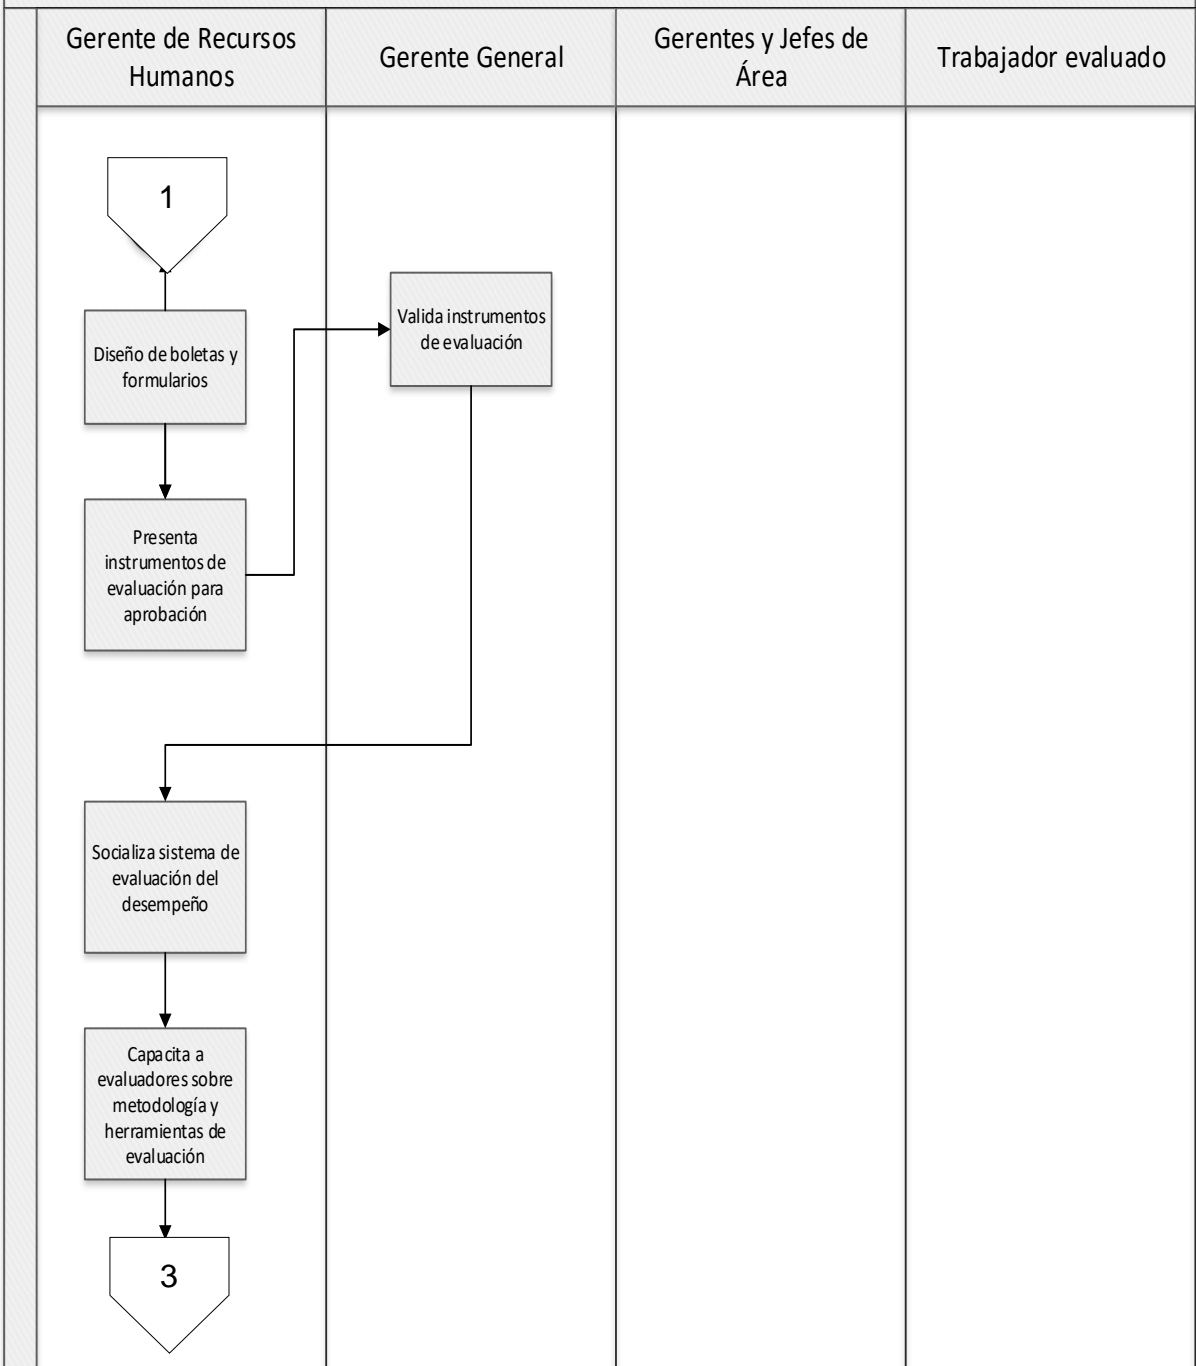 Gerente de Recursos
Humanos
Gerente General
Gerentes y Jefes de
Área
Trabajador evaluado
1
Valida instrumentos
de evaluación
Diseño de boletas y
formularios
Presenta
instrumentos de
evaluación para
aprobación
Socializa sistema de
evaluación del
desempeño
Capacita a
evaluadores sobre
metodología y
herramientas de
evaluación
3